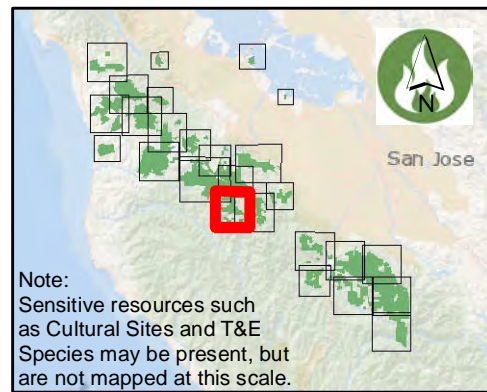 N
San Jose
Note:
Sensitive resources such
as Cultural Sites and T&E
Species may be present, but
are not mapped at this scale.